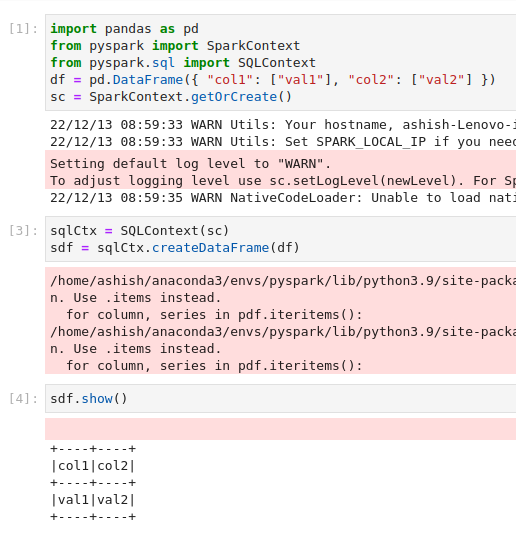 [1]: import pandas as pd
from pyspark import SparkContext
from pyspark.sql import SQLContext
df = pd.DataFrame({ "col1": ["val1"], "col2": ["val2"] })
sc = SparkContext.getOrCreate()
22/12/13 08:59:33 WARN Utils: Your hostname, ashish-Lenovo-i
22/12/13 08:59:33 WARN Utils: Set SPARK_LOCAL_IP if you need
Setting default log level to "WARN".
To adjust logging level use sc.setLogLevel(newLevel). For Sp
22/12/13 08:59:35 WARN NativeCodeLoader: Unable to load nati
[3]: sqlCtx = SQLContext(sc)
sdf = sqlCtx.createDataFrame(df)
/home/ashish/anaconda3/envs/pyspark/lib/python3.9/site-packa
n. Use .items instead.
  for column, series in pdf.iteritems():
/home/ashish/anaconda3/envs/pyspark/lib/python3.9/site-packa
n. Use .items instead.
  for column, series in pdf.iteritems():
[4]: sdf.show()
+----+----+
|col1|col2|
+----+----+
|val1|val2|
+----+----+